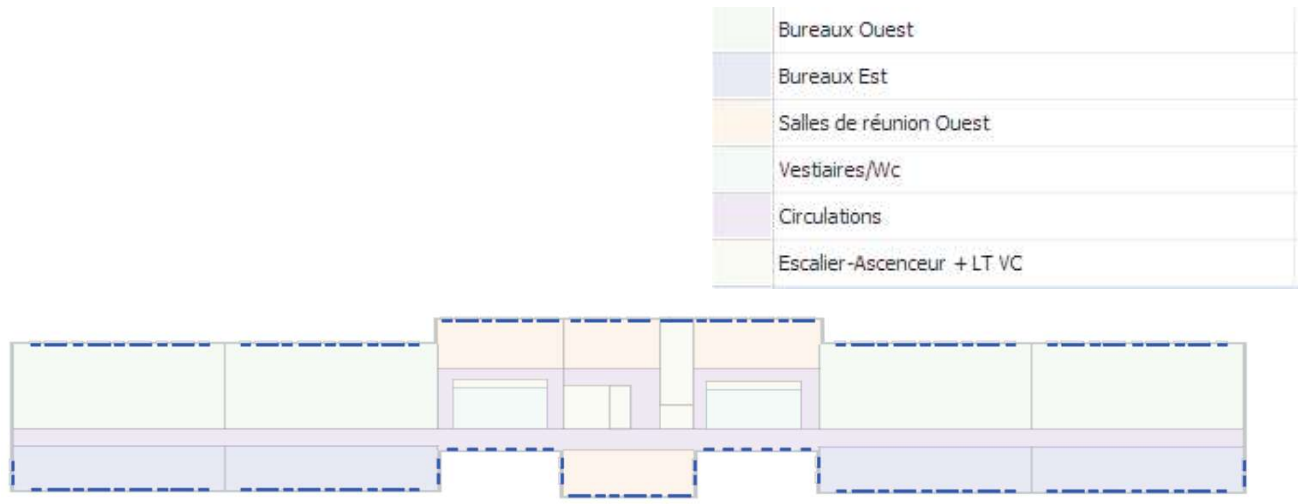 Bureaux Ouest
Bureaux Est
Salles de réunion Ouest
Vestiaires/Wc
Circulations
Escalier-Ascenceur + LT VC